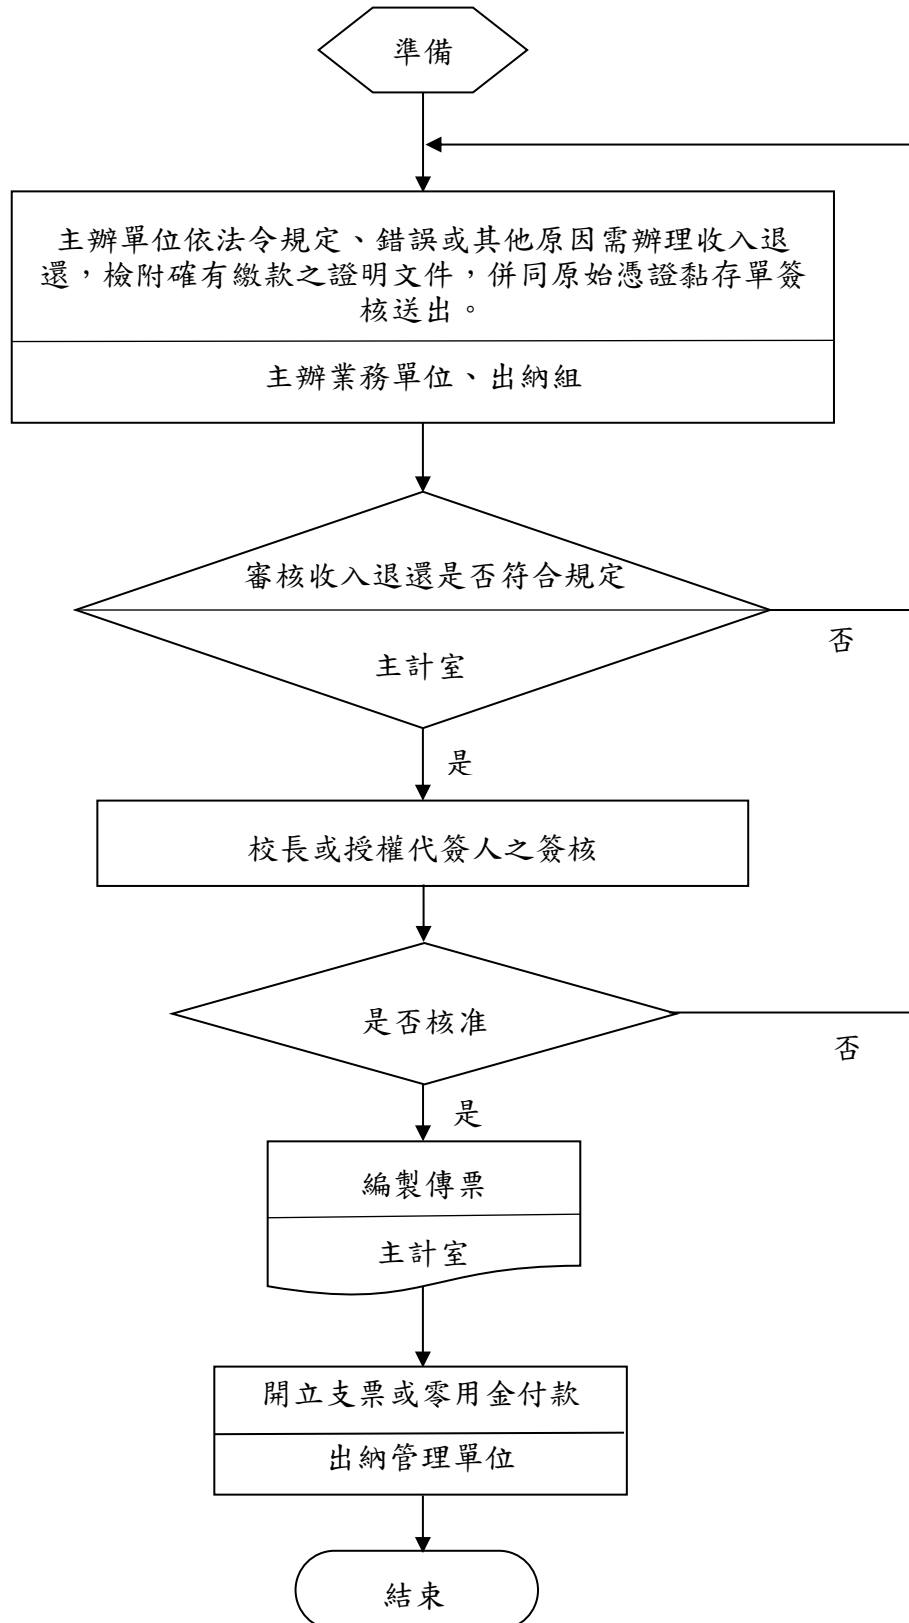 準備
主辦單位依法令規定、錯誤或其他原因需辦理收入退
還，檢附確有繳款之證明文件，併同原始憑證黏存單簽
核送出。
主辦業務單位、出納組
審核收入退還是否符合規定
否
主計室
是
校長或授權代簽人之簽核
是否核准
否
是
編製傳票
主計室
開立支票或零用金付款
出納管理單位
結束